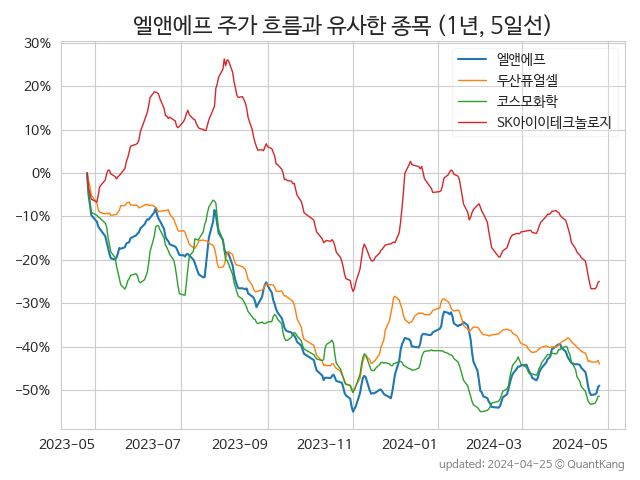 엘앤에프 주가 흐름과 유사한 종목 (1년, 5일선)
엘앤에프
두산퓨얼셀
코스모화학
SK아이이테크놀로지
30%
20%
10%
0%
−10%
−20%
−30%
−40%
−50%
2023-05 2023-07 2023-09 2023-11 2024-01 2024-03 2024-05
updated: 2024-04-25 © QuantKang